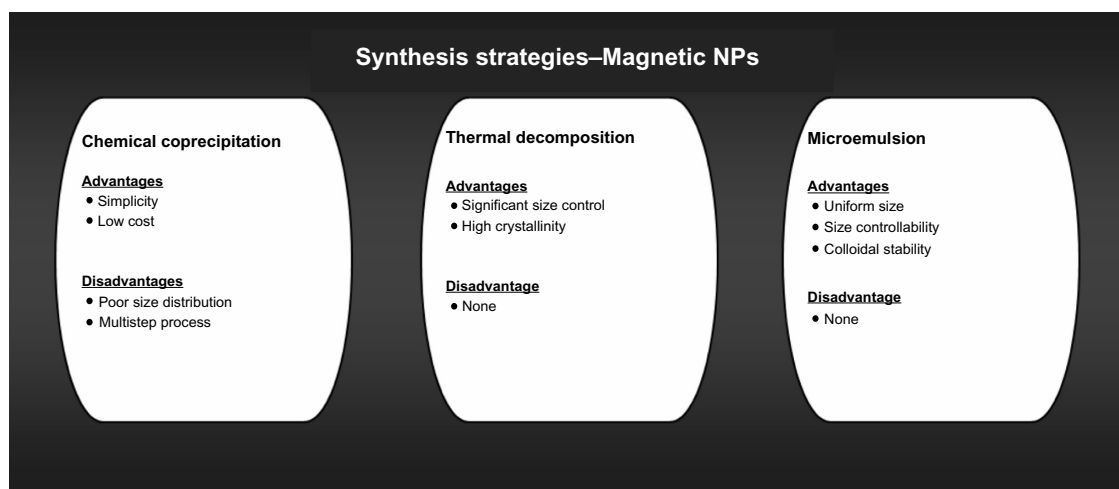 Synthesis strategies–Magnetic NPs
Chemical coprecipitation
Advantages
• Simplicity
• Low cost
Disadvantages
• Poor size distribution
• Multistep process
Thermal decomposition
Advantages
• Significant size control
• High crystallinity
Disadvantage
• None
Microemulsion
Advantages
• Uniform size
• Size controllability
• Colloidal stability
Disadvantage
• None